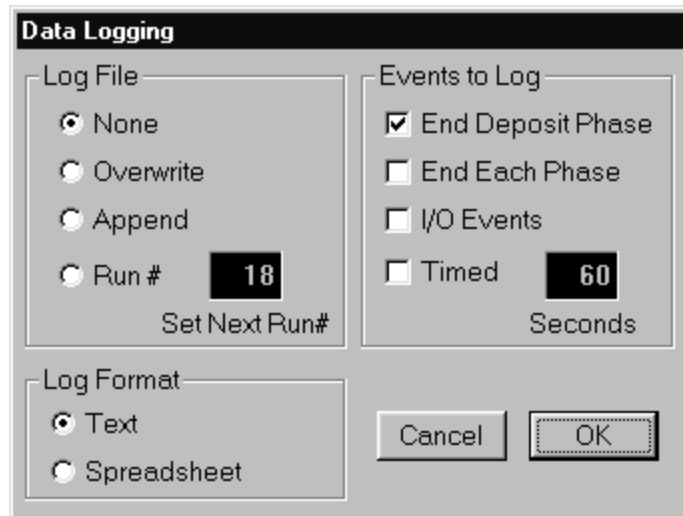 Data Logging
Log File
None
Overwrite
Append
Run # 18
Set Next Run#
Events to Log
End Deposit Phase
End Each Phase
I/O Events
Timed 60
Seconds
Log Format
Text
Spreadsheet
Cancel OK